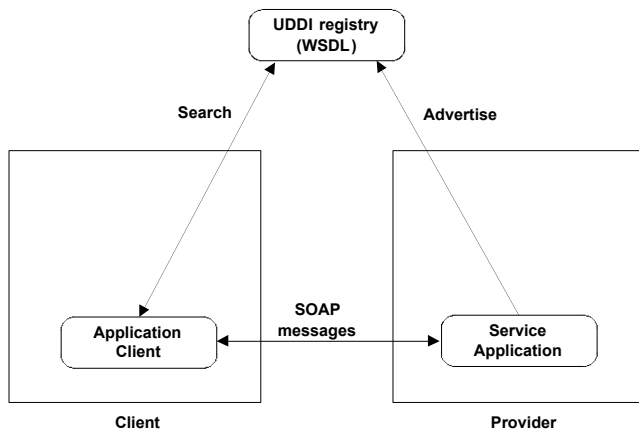 UDDI registry
(WSDL)
Search
Advertise
SOAP
messages
Application
Client
Service
Application
Client
Provider